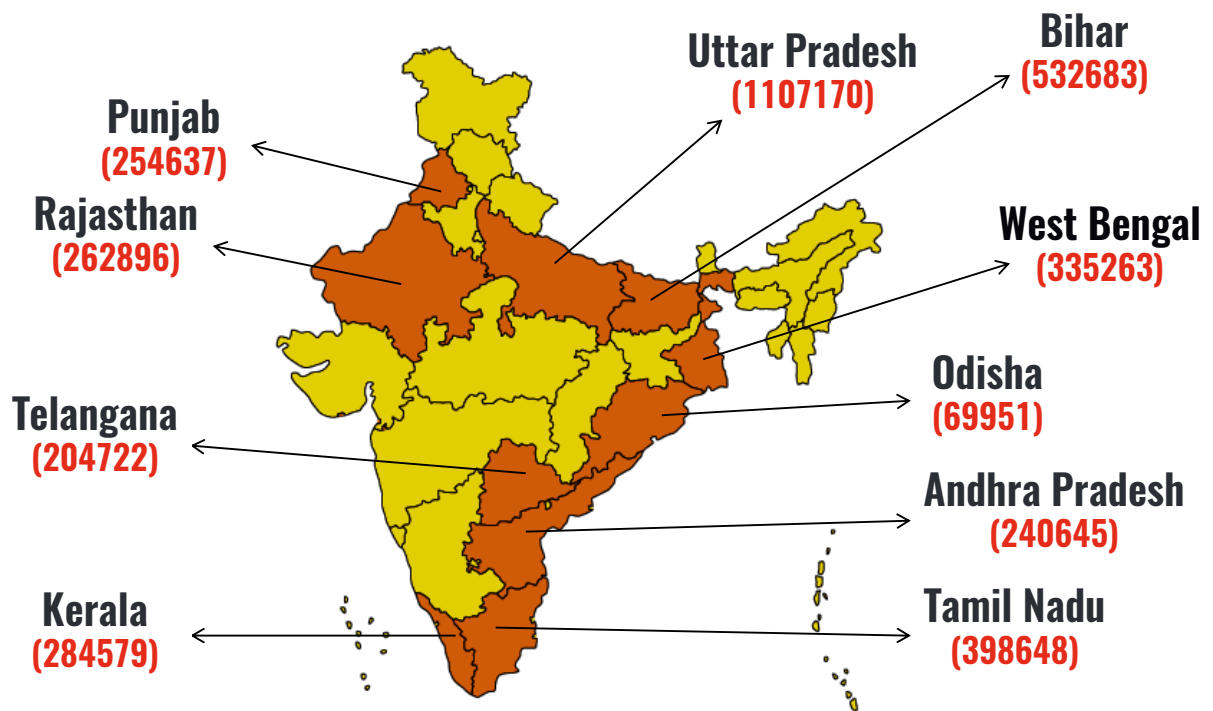 Uttar Pradesh
(1107170)
Bihar
(532683)
Punjab
(254637)
Rajasthan
(262896)
West Bengal
(335263)
Odisha
(69951)
Telangana
(204722)
Andhra Pradesh
(240645)
Kerala
(284579)
Tamil Nadu
(398648)